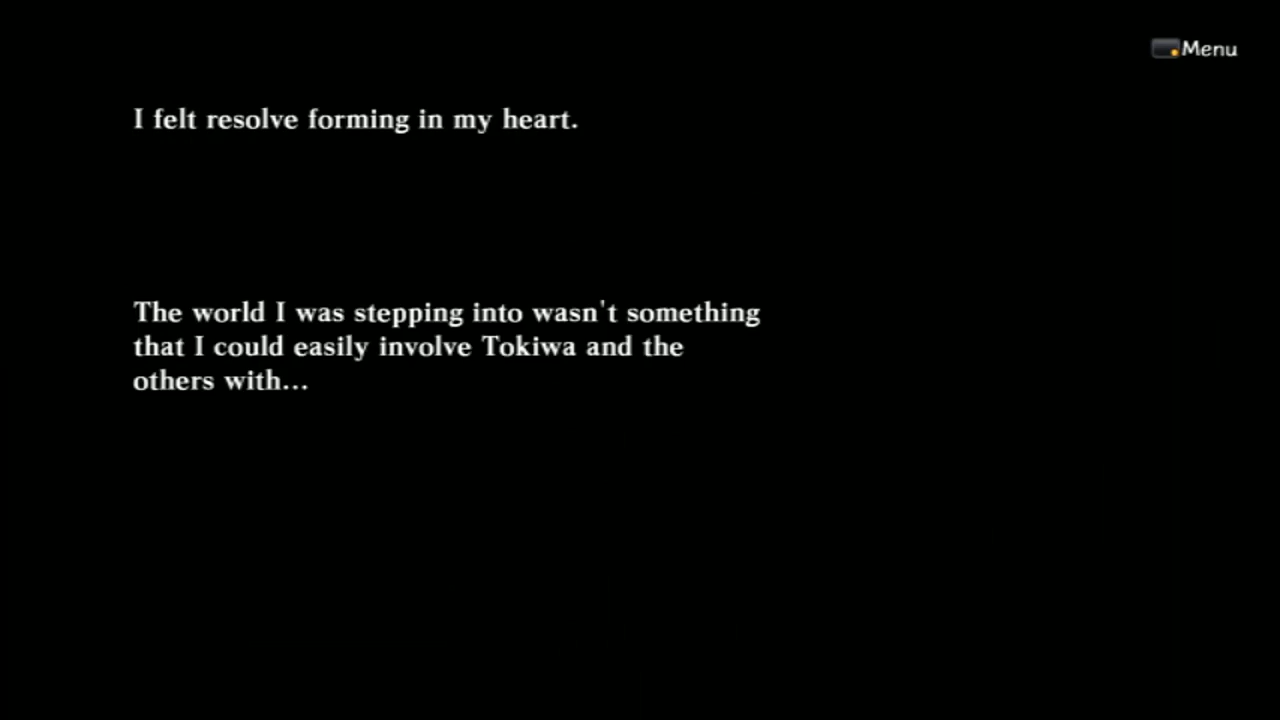 Menu
I felt resolve forming in my heart.
The world I was stepping into wasn't something
that I could easily involve Tokiwa and the
others with...